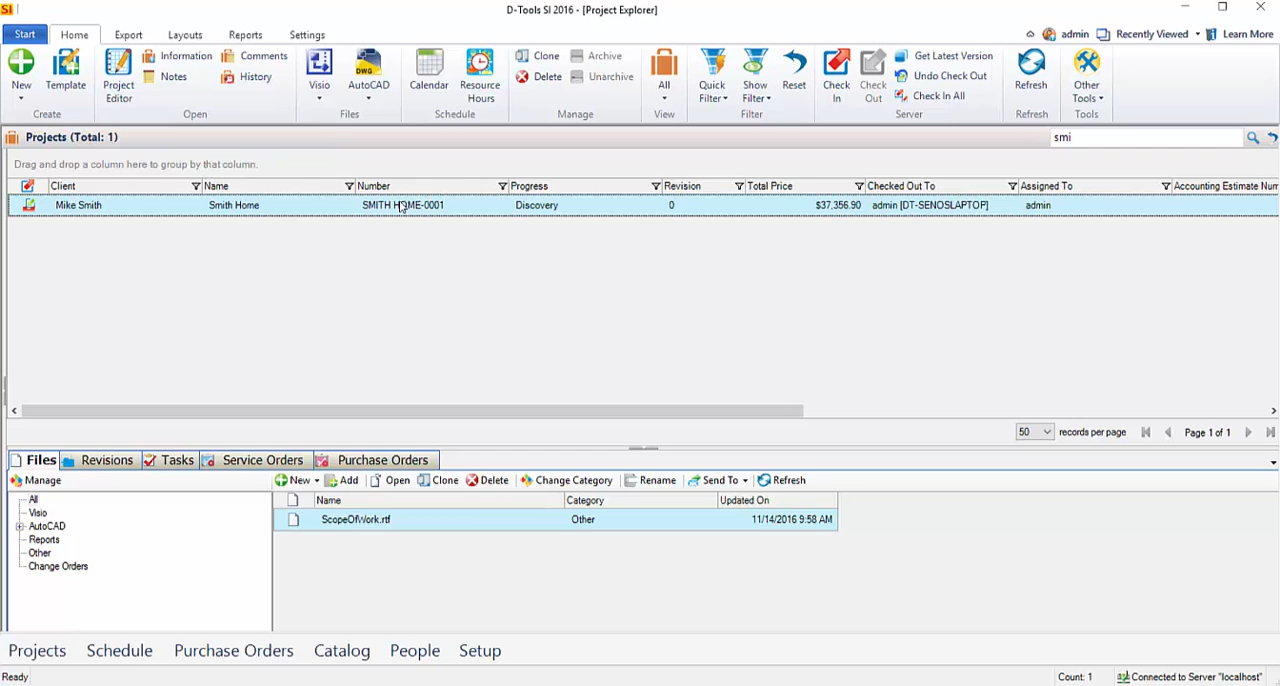 SI
D-Tools SI 2016 - [Project Explorer]
Start Home Export Layouts Reports Settings
admin Recently Viewed Learn More
New Template
Create
Project Editor Information Notes Comments History
Open
Visio AutoCAD
Files
Calendar Resource Hours
Schedule
Clone Delete Archive Unarchive
Manage
All
View
Quick Filter Show Filter Reset
Filter
Check In Check Out Get Latest Version Undo Check Out Check In All
Server
Refresh
Refresh
Other Tools
Tools
Projects (Total: 1) smi
Drag and drop a column here to group by that column.
Client Name Number Progress Revision Total Price Checked Out To Assigned To Accounting Estimate Num
Mike Smith Smith Home SMITH HOME-0001 Discovery 0 $37,356.90 admin [DT-SENOSLAPTOP] admin
50 records per page Page 1 of 1
Files Revisions Tasks Service Orders Purchase Orders
Manage New Add Open Clone Delete Change Category Rename Send To Refresh
All
Visio
AutoCAD
Reports
Other
Change Orders
Name Category Updated On
ScopeOfWork.rtf Other 11/14/2016 9:58 AM
Projects Schedule Purchase Orders Catalog People Setup
Ready Count: 1 Connected to Server "localhost"